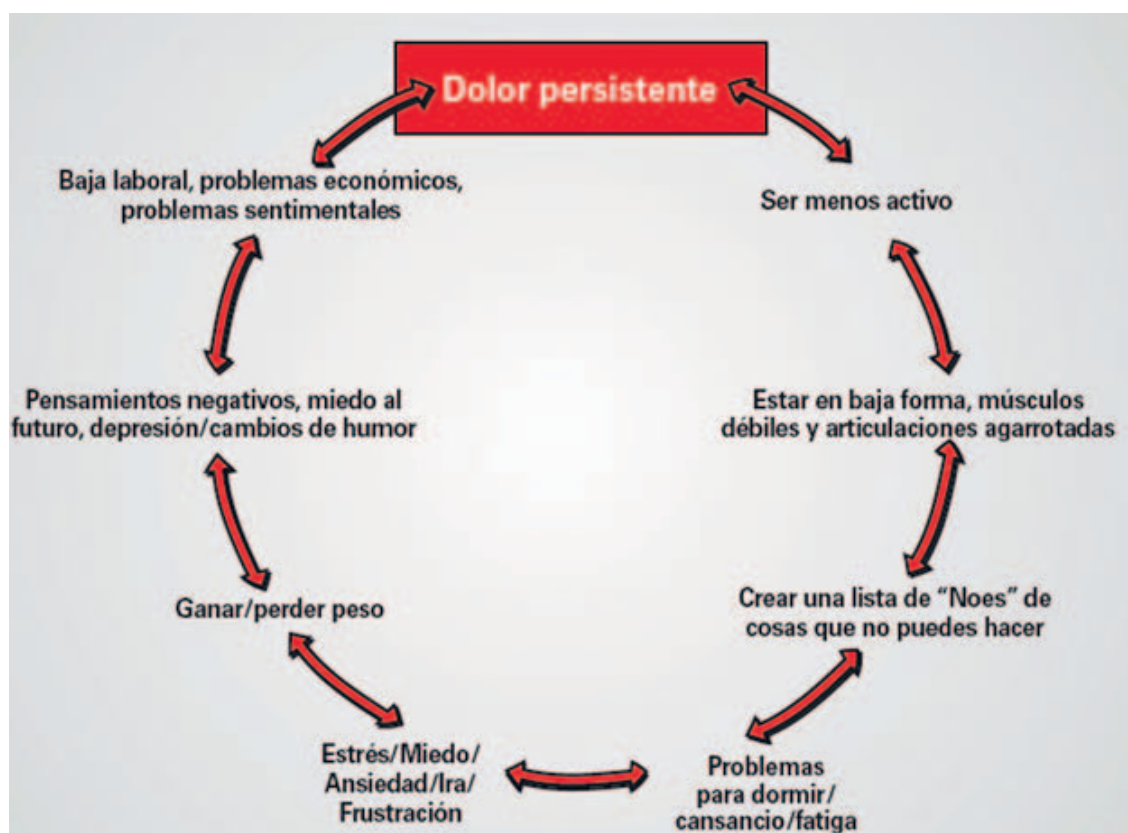 Dolor persistente
Ser menos activo
Estar en baja forma, músculos
débiles y articulaciones agarrotadas
Crear una lista de “Noes” de
cosas que no puedes hacer
Problemas
para dormir/
cansancio/fatiga
Estrés/Miedo/
Ansiedad/Ira/
Frustración
Ganar/perder peso
Pensamientos negativos, miedo al
futuro, depresión/cambios de humor
Baja laboral, problemas económicos,
problemas sentimentales